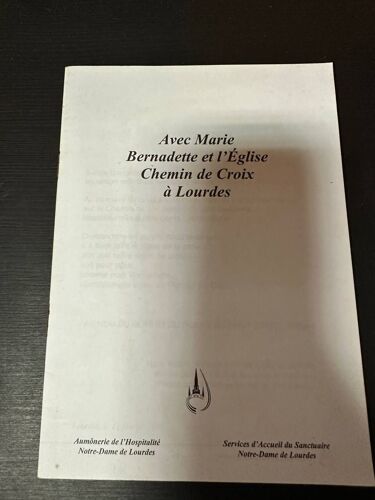 Avec Marie
Bernadette et l'Église
Chemin de Croix
à Lourdes
Aumônerie de l'Hospitalité
Notre-Dame de Lourdes
Services d'Accueil du Sanctuaire
Notre-Dame de Lourdes